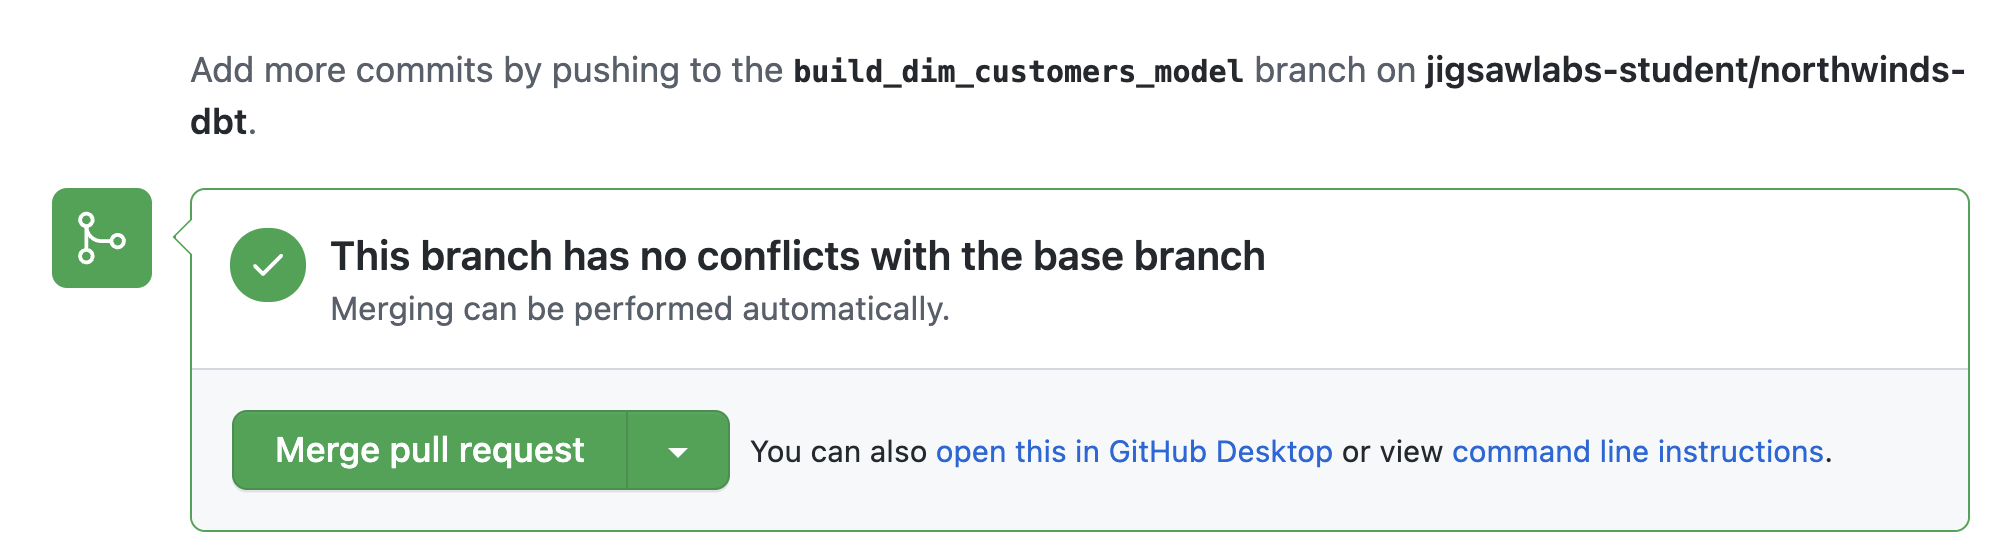 Add more commits by pushing to the build_dim_customers_model branch on jigsawlabs-student/northwinds-
dbt.
This branch has no conflicts with the base branch
Merging can be performed automatically.
Merge pull request You can also open this in GitHub Desktop or view command line instructions.